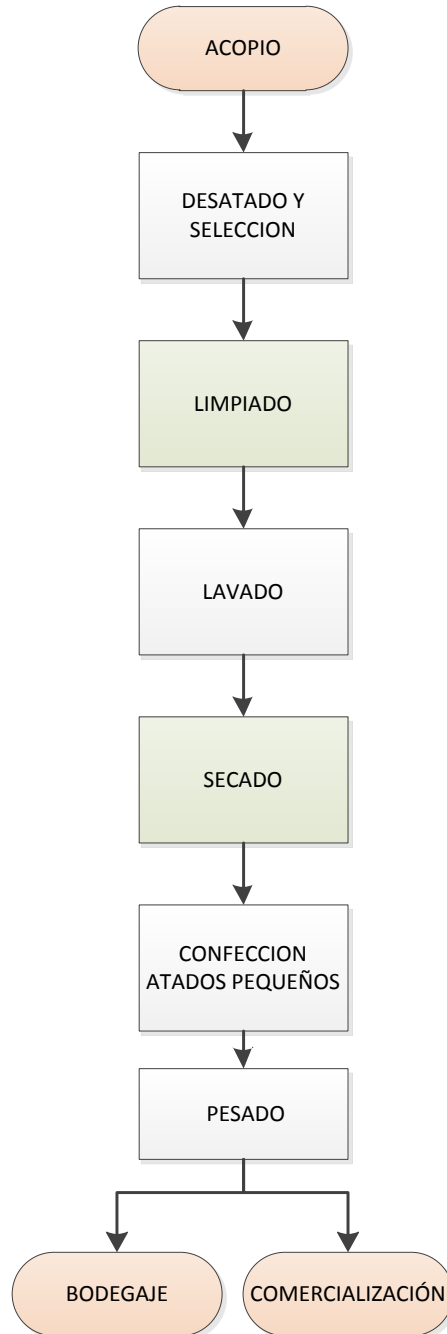 ACOPIO
DESATADO Y
SELECCION
LIMPIADO
LAVADO
SECADO
CONFECCION
ATADOS PEQUEÑOS
PESADO
BODEGAJE
COMERCIALIZACIÓN